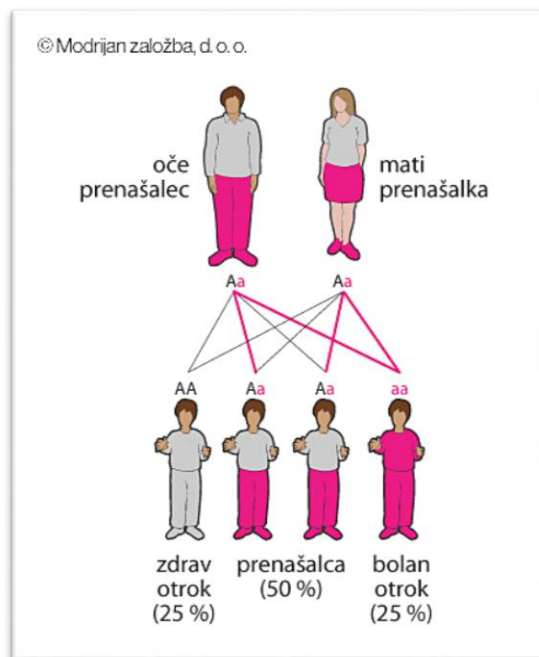 © Modrijan založba, d. o. o.
oče
prenašalec
mati
prenašalka
Aa
Aa
AA
Aa
Aa
aa
zdrav
otrok
(25 %)
prenašalca
(50 %)
bolan
otrok
(25 %)